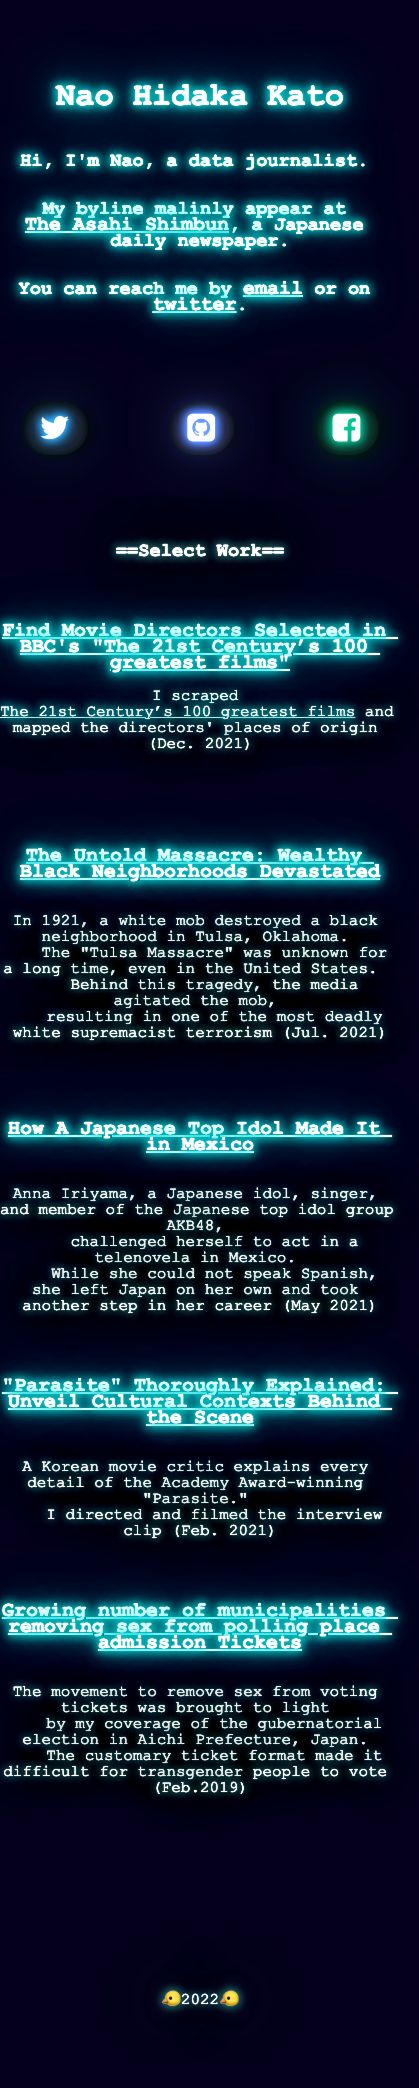 Nao Hidaka Kato
Hi, I'm Nao, a data journalist.
My byline malinly appear at
The Asahi Shimbun, a Japanese
daily newspaper.
You can reach me by email or on
twitter.
==Select Work==
Find Movie Directors Selected in
BBC's "The 21st Century’s 100
greatest films"
I scraped
The 21st Century’s 100 greatest films and
mapped the directors' places of origin
(Dec. 2021)
The Untold Massacre: Wealthy
Black Neighborhoods Devastated
In 1921, a white mob destroyed a black
neighborhood in Tulsa, Oklahoma.
The "Tulsa Massacre" was unknown for
a long time, even in the United States.
Behind this tragedy, the media
agitated the mob,
resulting in one of the most deadly
white supremacist terrorism (Jul. 2021)
How A Japanese Top Idol Made It
in Mexico
Anna Iriyama, a Japanese idol, singer,
and member of the Japanese top idol group
AKB48,
challenged herself to act in a
telenovela in Mexico.
While she could not speak Spanish,
she left Japan on her own and took
another step in her career (May 2021)
"Parasite" Thoroughly Explained:
Unveil Cultural Contexts Behind
the Scene
A Korean movie critic explains every
detail of the Academy Award-winning
"Parasite."
I directed and filmed the interview
clip (Feb. 2021)
Growing number of municipalities
removing sex from polling place
admission Tickets
The movement to remove sex from voting
tickets was brought to light
by my coverage of the gubernatorial
election in Aichi Prefecture, Japan.
The customary ticket format made it
difficult for transgender people to vote
(Feb.2019)
🐤2022🐤